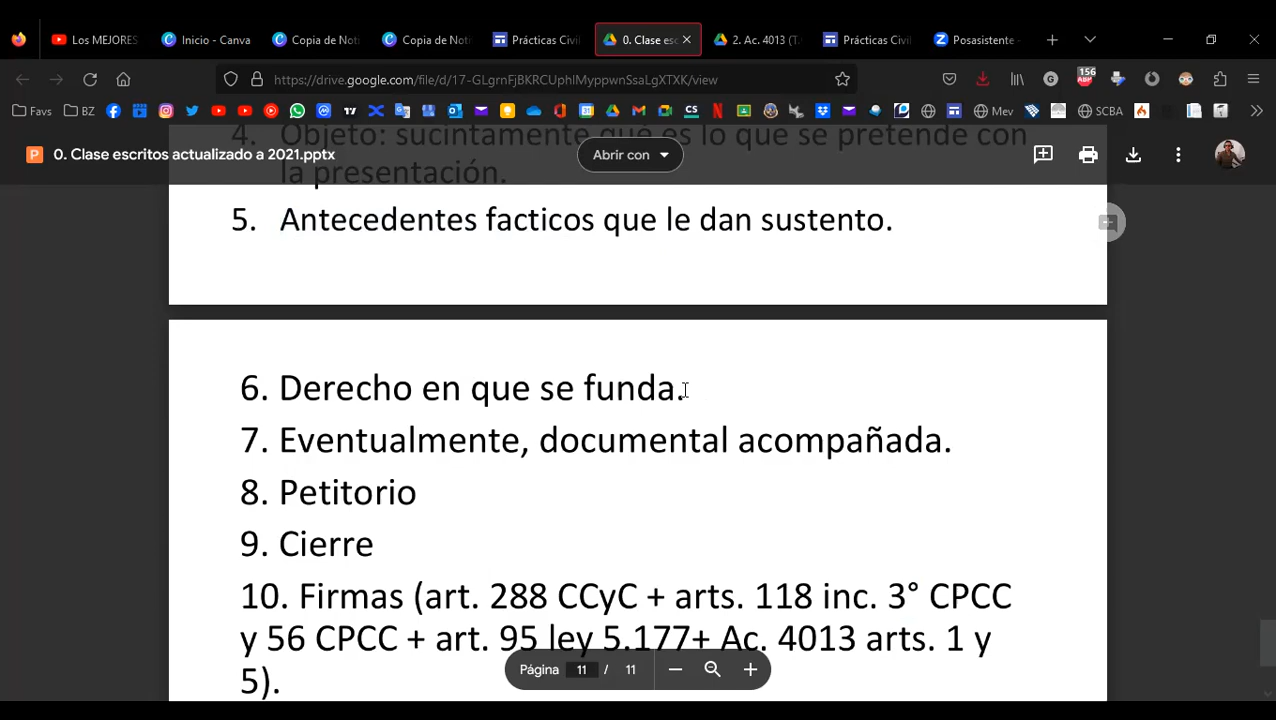 Los MEJORES
Inicio - Canva
Copia de Noti
Copia de Noti
Prácticas Civil
0. Clase esc
2. Ac. 4013 (T.
Prácticas Civil
Posasistente -
https://drive.google.com/file/d/17-GLgrnFjBKRCUphlMyppwnSsaLgXTXK/view
156
Favs
BZ
CS
Mev
SCBA
4. Objeto: sucintamente que es lo que se pretende con
0. Clase escritos actualizado a 2021.pptx
Abrir con
la presentación.
5. Antecedentes facticos que le dan sustento.
6. Derecho en que se funda.
7. Eventualmente, documental acompañada.
8. Petitorio
9. Cierre
10. Firmas (art. 288 CCyC + arts. 118 inc. 3° CPCC
y 56 CPCC + art. 95 ley 5.177+ Ac. 4013 arts. 1 y
5).
Página 11 / 11